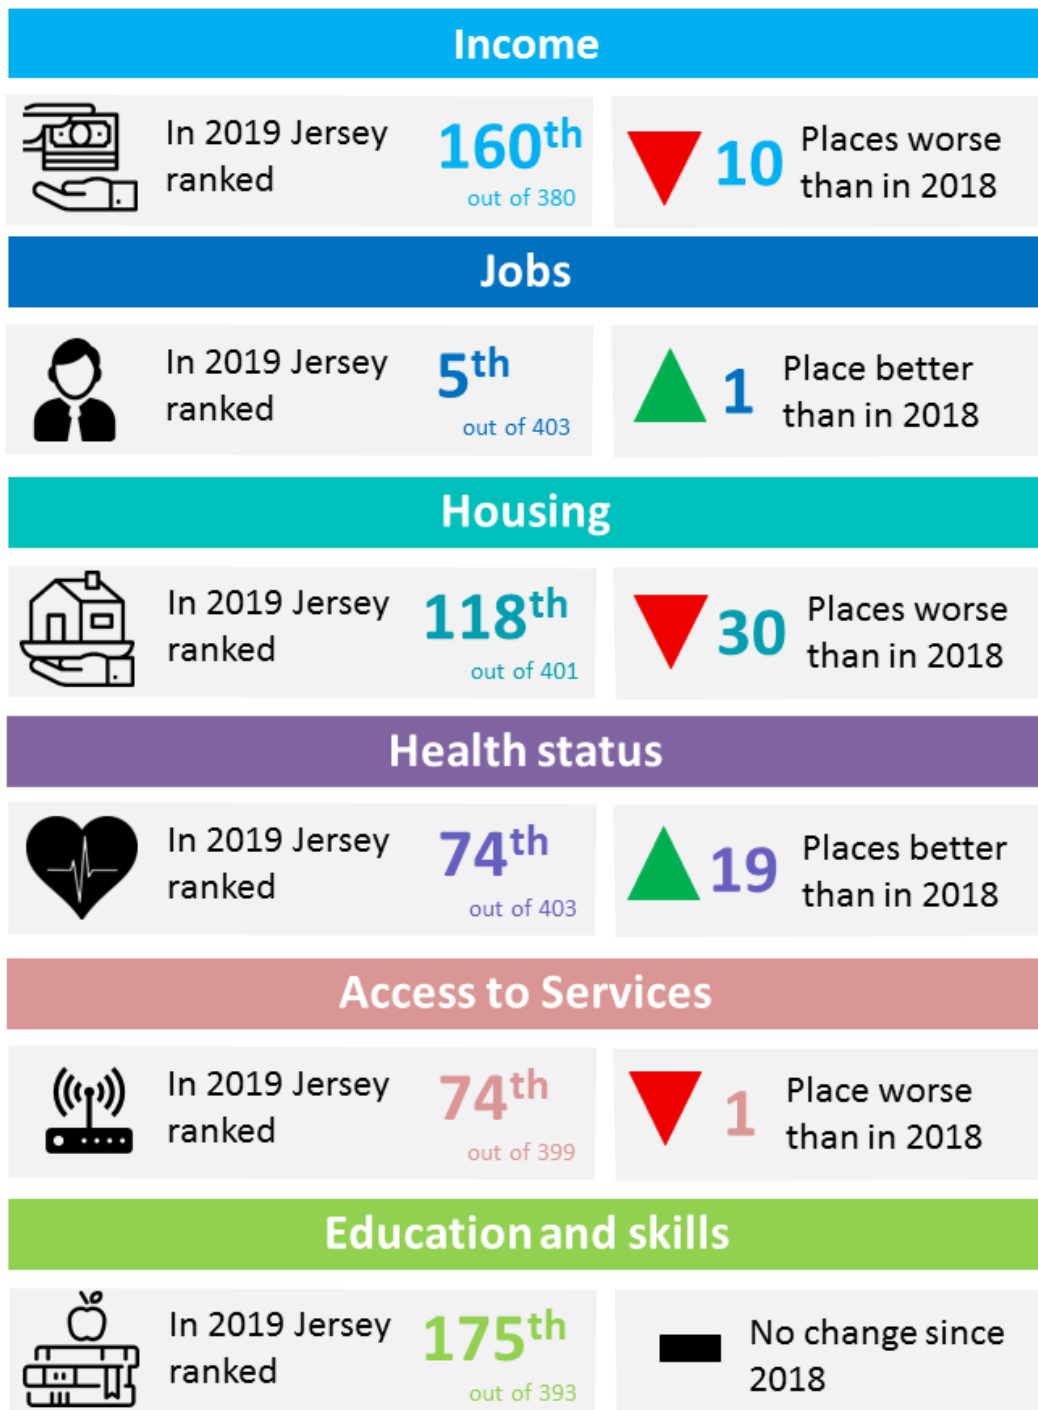 Income
In 2019 Jersey
ranked
160th
out of 380
10
Places worse
than in 2018
Jobs
In 2019 Jersey
ranked
5th
out of 403
1
Place better
than in 2018
Housing
In 2019 Jersey
ranked
118th
out of 401
30
Places worse
than in 2018
Health status
In 2019 Jersey
ranked
74th
out of 403
19
Places better
than in 2018
Access to Services
In 2019 Jersey
ranked
74th
out of 399
1
Place worse
than in 2018
Education and skills
In 2019 Jersey
ranked
175th
out of 393
No change since
2018